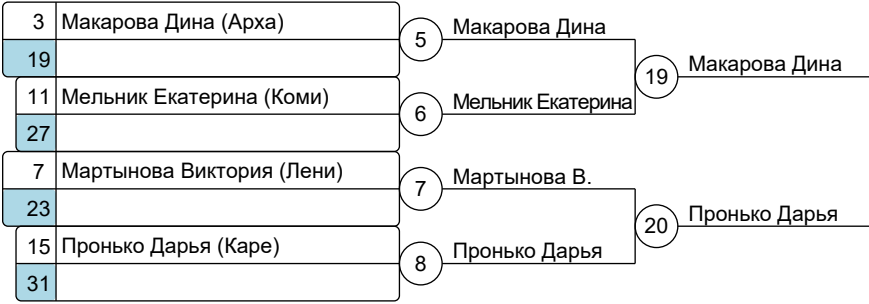 3 Макарова Дина (Арха)
19
5 Макарова Дина
11 Мельник Екатерина (Коми)
27
6 Мельник Екатерина
19 Макарова Дина
7 Мартынова Виктория (Лени)
23
7 Мартынова В.
15 Пронько Дарья (Каре)
31
8 Пронько Дарья
20 Пронько Дарья